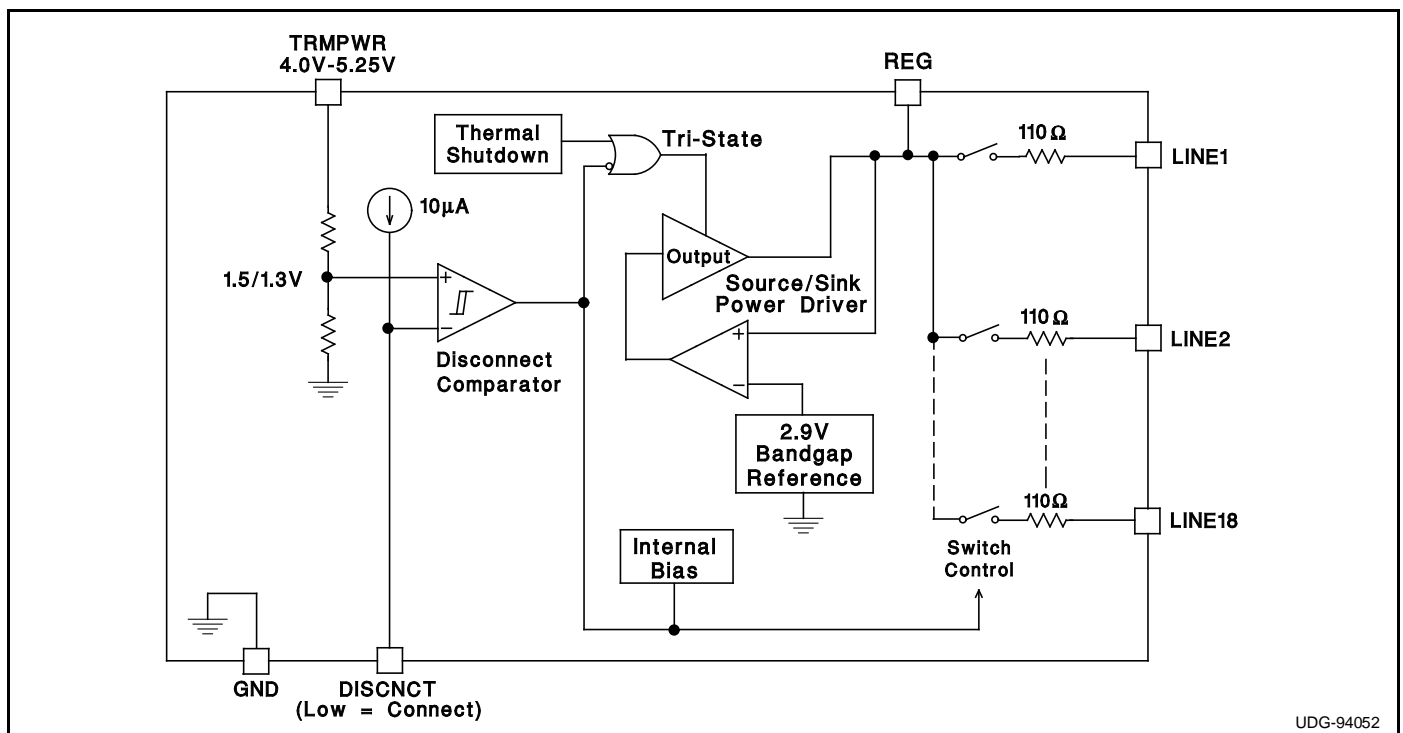 TRMPWR
4.0V-5.25V
REG
Thermal
Shutdown
Tri-State
110Ω
LINE1
10µA
Output
1.5/1.3V
+
−
Source/Sink
Power Driver
110Ω
LINE2
+
−
Disconnect
Comparator
2.9V
Bandgap
Reference
110Ω
LINE18
Internal
Bias
Switch
Control
GND
DISCNCT
(Low = Connect)
UDG-94052